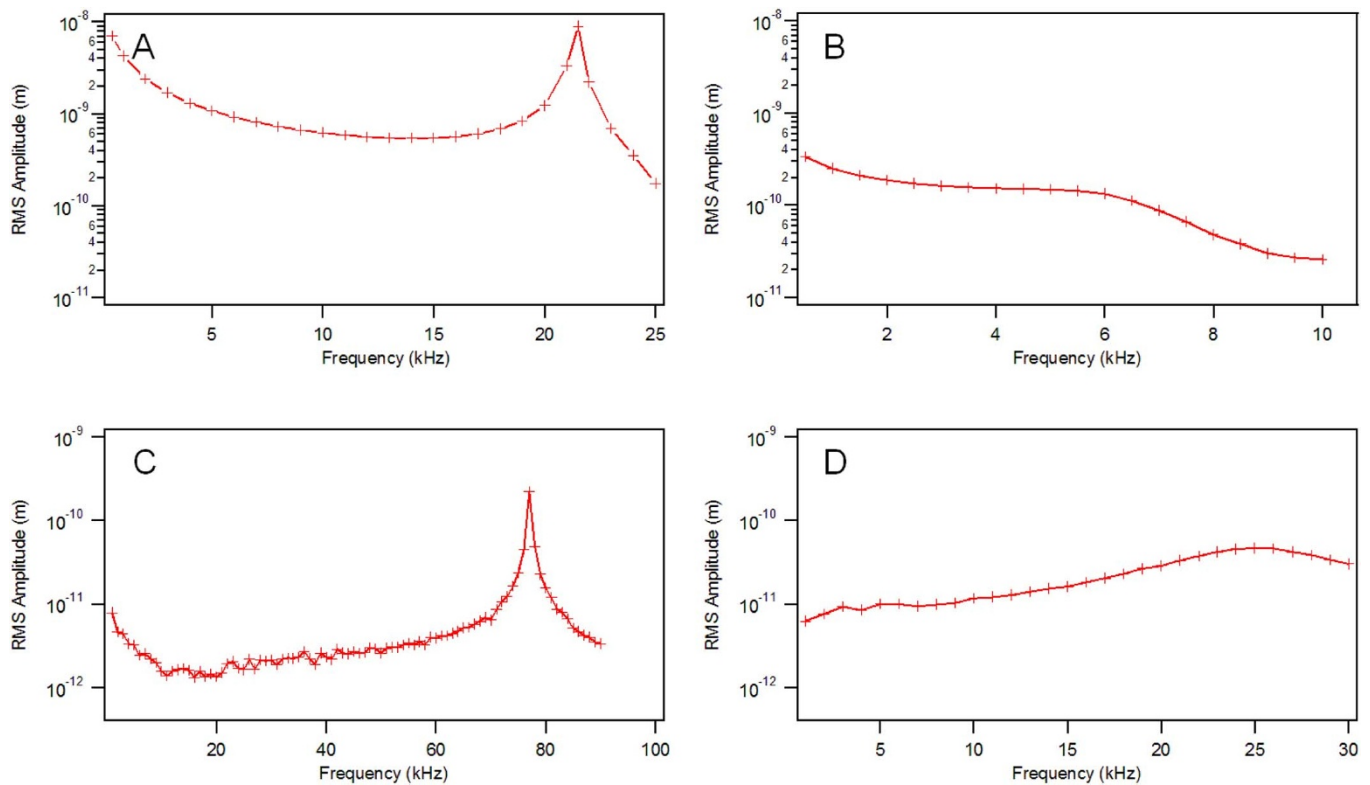 A
RMS Amplitude (m)
10-8
6
4
2
10-9
6
4
2
10-10
6
4
2
10-11
5 10 15 20 25
Frequency (kHz)
B
RMS Amplitude (m)
10-8
6
4
2
10-9
6
4
2
10-10
6
4
2
10-11
2 4 6 8 10
Frequency (kHz)
C
RMS Amplitude (m)
10-9
10-10
10-11
10-12
20 40 60 80 100
Frequency (kHz)
D
RMS Amplitude (m)
10-9
10-10
10-11
10-12
5 10 15 20 25 30
Frequency (kHz)